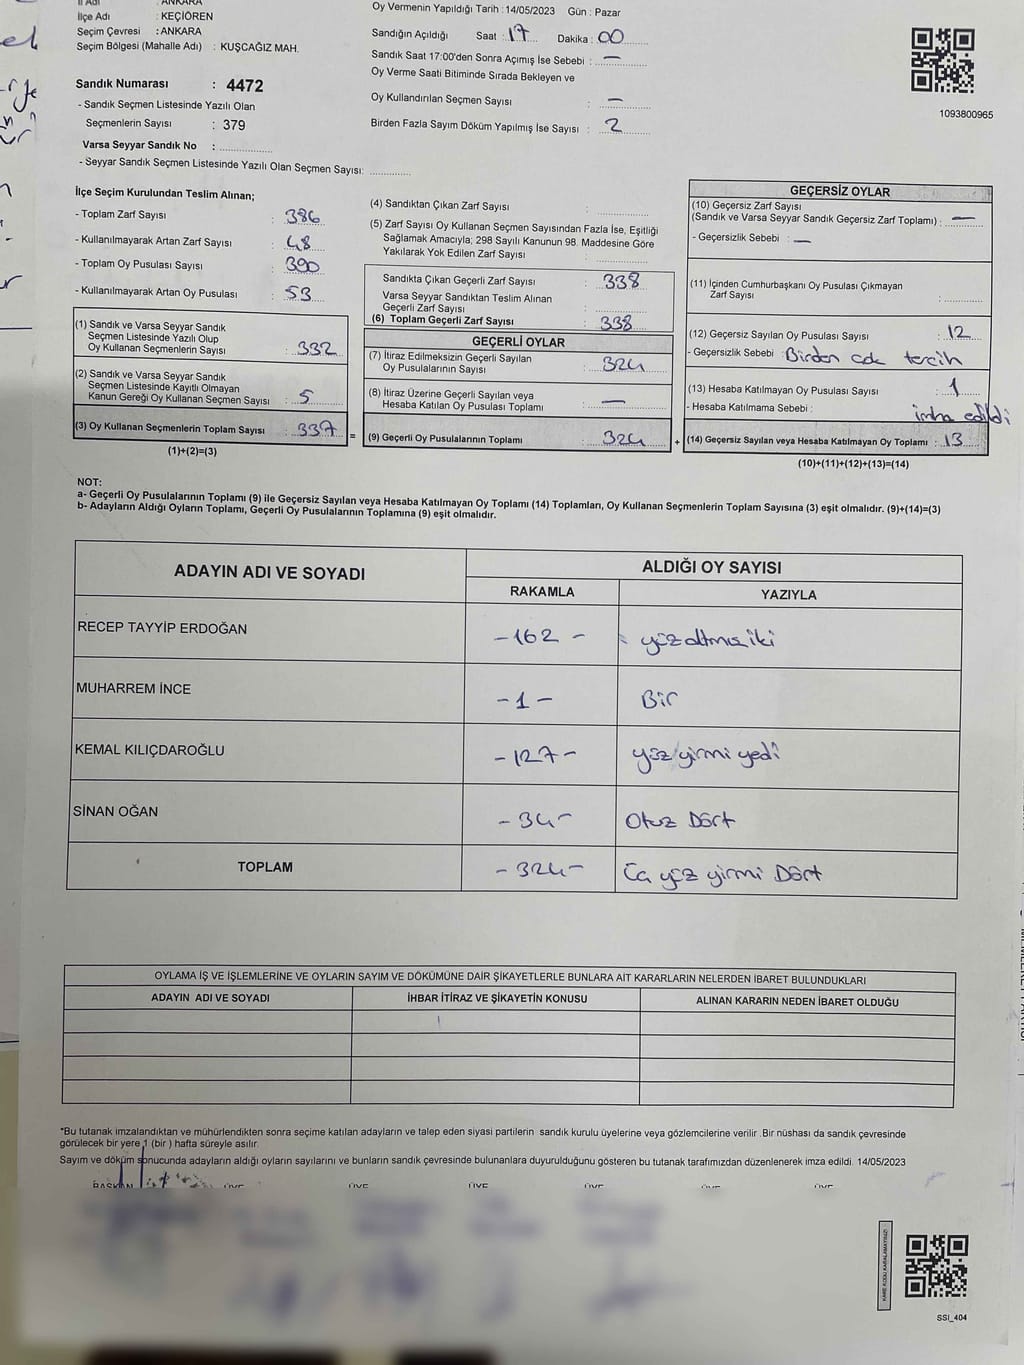 İl Adı : ANKARA
İlçe Adı : KEÇİÖREN
Seçim Çevresi : ANKARA
Seçim Bölgesi (Mahalle Adı) : KUŞCAĞIZ MAH.
Sandık Numarası : 4472
- Sandık Seçmen Listesinde Yazılı Olan
Seçmenlerin Sayısı : 379
Varsa Seyyar Sandık No :
- Seyyar Sandık Seçmen Listesinde Yazılı Olan Seçmen Sayısı:
Oy Vermenin Yapıldığı Tarih : 14/05/2023 Gün : Pazar
Sandığın Açıldığı Saat : 17 Dakika : 00
Sandık Saat 17:00'den Sonra Açımış İse Sebebi : —
Oy Verme Saati Bitiminde Sırada Bekleyen ve
Oy Kullandırılan Seçmen Sayısı : —
Birden Fazla Sayım Döküm Yapılmış İse Sayısı : 2
1093800965
İlçe Seçim Kurulundan Teslim Alınan;
- Toplam Zarf Sayısı : 386
- Kullanılmayarak Artan Zarf Sayısı : 48
- Toplam Oy Pusulası Sayısı : 390
- Kullanılmayarak Artan Oy Pusulası : 53
(1) Sandık ve Varsa Seyyar Sandık
Seçmen Listesinde Yazılı Olup
Oy Kullanan Seçmenlerin Sayısı : 332
(2) Sandık ve Varsa Seyyar Sandık
Seçmen Listesinde Kayıtlı Olmayan
Kanun Gereği Oy Kullanan Seçmen Sayısı : 5
(3) Oy Kullanan Seçmenlerin Toplam Sayısı : 337
(1)+(2)=(3)
=
(4) Sandıktan Çıkan Zarf Sayısı :
(5) Zarf Sayısı Oy Kullanan Seçmen Sayısından Fazla İse, Eşitliği
Sağlamak Amacıyla; 298 Sayılı Kanunun 98. Maddesine Göre
Yakılarak Yok Edilen Zarf Sayısı :
Sandıkta Çıkan Geçerli Zarf Sayısı : 338
Varsa Seyyar Sandıktan Teslim Alınan
Geçerli Zarf Sayısı :
(6) Toplam Geçerli Zarf Sayısı : 338
GEÇERLİ OYLAR
(7) İtiraz Edilmeksizin Geçerli Sayılan
Oy Pusulalarının Sayısı : 324
(8) İtiraz Üzerine Geçerli Sayılan veya
Hesaba Katılan Oy Pusulası Toplamı : —
(9) Geçerli Oy Pusulalarının Toplamı : 324
+
GEÇERSİZ OYLAR
(10) Geçersiz Zarf Sayısı
(Sandık ve Varsa Seyyar Sandık Geçersiz Zarf Toplamı) : —
- Geçersizlik Sebebi : —
(11) İçinden Cumhurbaşkanı Oy Pusulası Çıkmayan
Zarf Sayısı :
(12) Geçersiz Sayılan Oy Pusulası Sayısı : 12
- Geçersizlik Sebebi : Birden çok tercih
(13) Hesaba Katılmayan Oy Pusulası Sayısı : 1
- Hesaba Katılmama Sebebi : imha edildi
(14) Geçersiz Sayılan veya Hesaba Katılmayan Oy Toplamı : 13
(10)+(11)+(12)+(13)=(14)
NOT:
a- Geçerli Oy Pusulalarının Toplamı (9) ile Geçersiz Sayılan veya Hesaba Katılmayan Oy Toplamı (14) Toplamları, Oy Kullanan Seçmenlerin Toplam Sayısına (3) eşit olmalıdır. (9)+(14)=(3)
b- Adayların Aldığı Oyların Toplamı, Geçerli Oy Pusulalarının Toplamına (9) eşit olmalıdır.
ADAYIN ADI VE SOYADI
ALDIĞI OY SAYISI
RAKAMLA YAZIYLA
RECEP TAYYİP ERDOĞAN -162- yüzaltmışiki
MUHARREM İNCE -1- Bir
KEMAL KILIÇDAROĞLU -127- yüz yirmi yedi
SİNAN OĞAN -34- Otuz Dört
TOPLAM -324- Üç yüz yirmi Dört
OYLAMA İŞ VE İŞLEMLERİNE VE OYLARIN SAYIM VE DÖKÜMÜNE DAİR ŞİKAYETLERLE BUNLARA AİT KARARLARIN NELERDEN İBARET BULUNDUKLARI
ADAYIN ADI VE SOYADI İHBAR İTİRAZ VE ŞİKAYETİN KONUSU ALINAN KARARIN NEDEN İBARET OLDUĞU
*Bu tutanak imzalandıktan ve mühürlendikten sonra seçime katılan adayların ve talep eden siyasi partilerin sandık kurulu üyelerine veya gözlemcilerine verilir .Bir nüshası da sandık çevresinde
görülecek bir yere 1 (bir ) hafta süreyle asılır.
Sayım ve döküm sonucunda adayların aldığı oyların sayılarını ve bunların sandık çevresinde bulunanlara duyurulduğunu gösteren bu tutanak tarafımızdan düzenlenerek imza edildi. 14/05/2023
BAŞKAN ÜYE ÜYE ÜYE ÜYE ÜYE ÜYE
KARE KODU KARALAMAYINIZ!
SSI_404